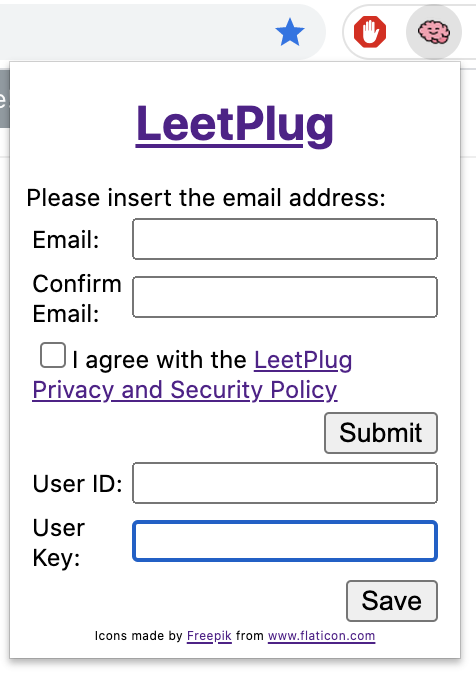 LeetPlug
Please insert the email address:
Email:
Confirm
Email:
I agree with the LeetPlug
Privacy and Security Policy
Submit
User ID:
User
Key:
Save
Icons made by Freepik from www.flaticon.com